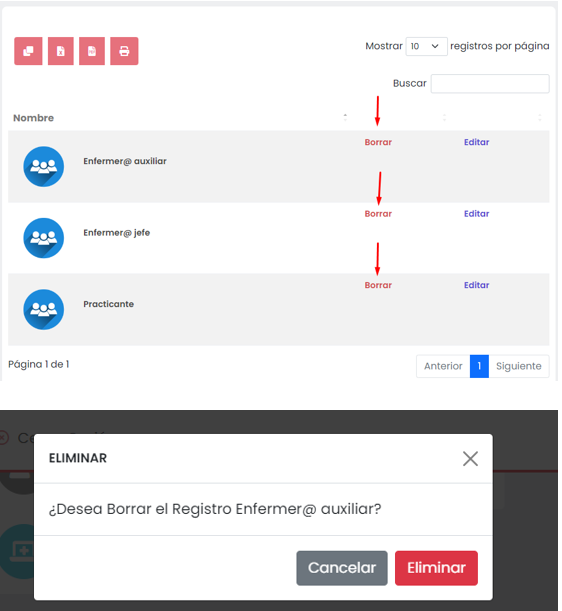 Mostrar 10 registros por página
Buscar
Nombre
Borrar Editar
Enfermer@ auxiliar
Borrar Editar
Enfermer@ jefe
Borrar Editar
Practicante
Página 1 de 1
Anterior 1 Siguiente
ELIMINAR
¿Desea Borrar el Registro Enfermer@ auxiliar?
Cancelar Eliminar